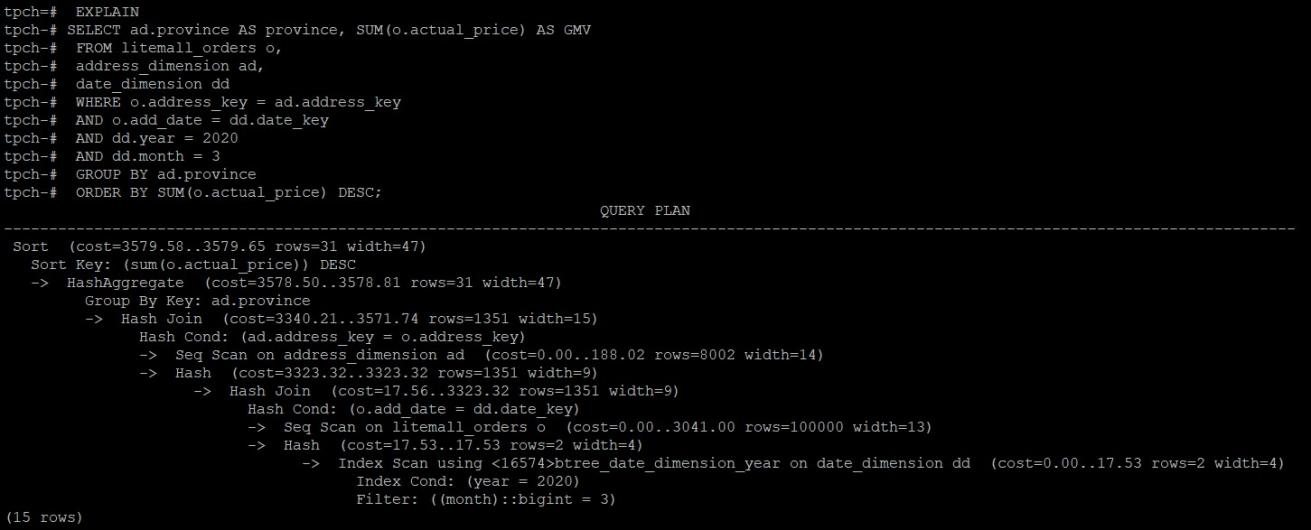 tpch=#  EXPLAIN
tpch-# SELECT ad.province AS province, SUM(o.actual_price) AS GMV
tpch-#  FROM litemall_orders o,
tpch-#  address_dimension ad,
tpch-#  date_dimension dd
tpch-#  WHERE o.address_key = ad.address_key
tpch-#  AND o.add_date = dd.date_key
tpch-#  AND dd.year = 2020
tpch-#  AND dd.month = 3
tpch-#  GROUP BY ad.province
tpch-#  ORDER BY SUM(o.actual_price) DESC;
QUERY PLAN
-----------------------------------------------------------------------------------------------------------------------------------------------
Sort  (cost=3579.58..3579.65 rows=31 width=47)
Sort Key: (sum(o.actual_price)) DESC
->  HashAggregate  (cost=3578.50..3578.81 rows=31 width=47)
Group By Key: ad.province
->  Hash Join  (cost=3340.21..3571.74 rows=1351 width=15)
Hash Cond: (ad.address_key = o.address_key)
->  Seq Scan on address_dimension ad  (cost=0.00..188.02 rows=8002 width=14)
->  Hash  (cost=3323.32..3323.32 rows=1351 width=9)
->  Hash Join  (cost=17.56..3323.32 rows=1351 width=9)
Hash Cond: (o.add_date = dd.date_key)
->  Seq Scan on litemall_orders o  (cost=0.00..3041.00 rows=100000 width=13)
->  Hash  (cost=17.53..17.53 rows=2 width=4)
->  Index Scan using <16574>btree_date_dimension_year on date_dimension dd  (cost=0.00..17.53 rows=2 width=4)
Index Cond: (year = 2020)
Filter: ((month)::bigint = 3)
(15 rows)